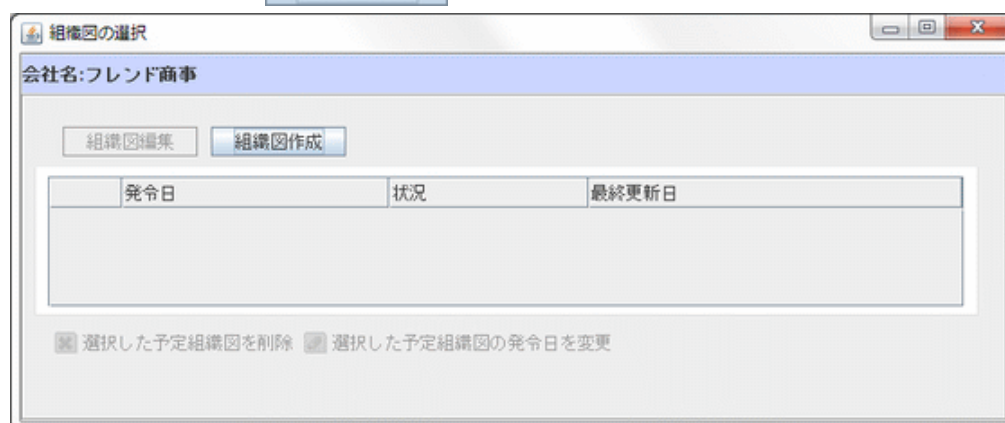 組織図の選択
会社名:フレンド商事
組織図編集 組織図作成
発令日 状況 最終更新日
選択した予定組織図を削除 選択した予定組織図の発令日を変更